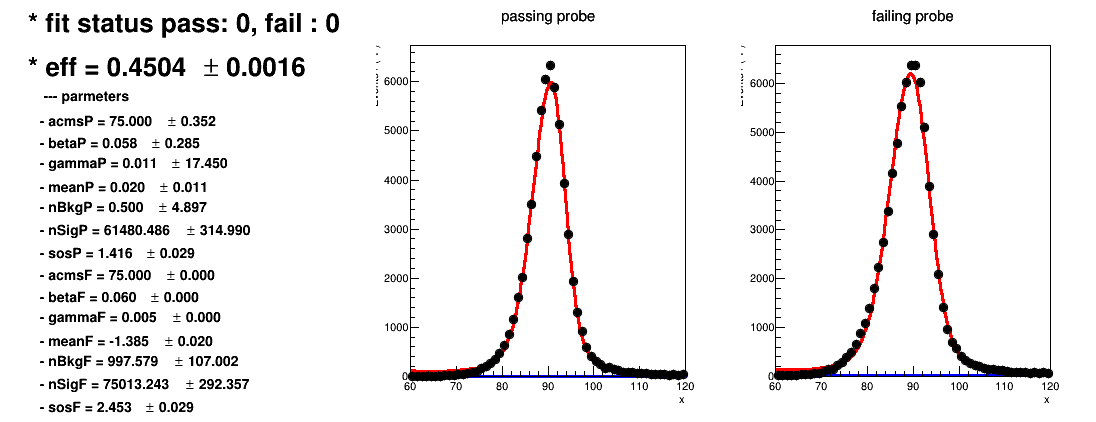 * fit status pass: 0, fail : 0
* eff = 0.4504 ± 0.0016
--- parmeters
- acmsP = 75.000 ± 0.352
- betaP = 0.058 ± 0.285
- gammaP = 0.011 ± 17.450
- meanP = 0.020 ± 0.011
- nBkgP = 0.500 ± 4.897
- nSigP = 61480.486 ± 314.990
- sosP = 1.416 ± 0.029
- acmsF = 75.000 ± 0.000
- betaF = 0.060 ± 0.000
- gammaF = 0.005 ± 0.000
- meanF = -1.385 ± 0.020
- nBkgF = 997.579 ± 107.002
- nSigF = 75013.243 ± 292.357
- sosF = 2.453 ± 0.029
passing probe
6000
5000
4000
3000
2000
1000
0
60 70 80 90 100 110 120
x
failing probe
6000
5000
4000
3000
2000
1000
0
60 70 80 90 100 110 120
x